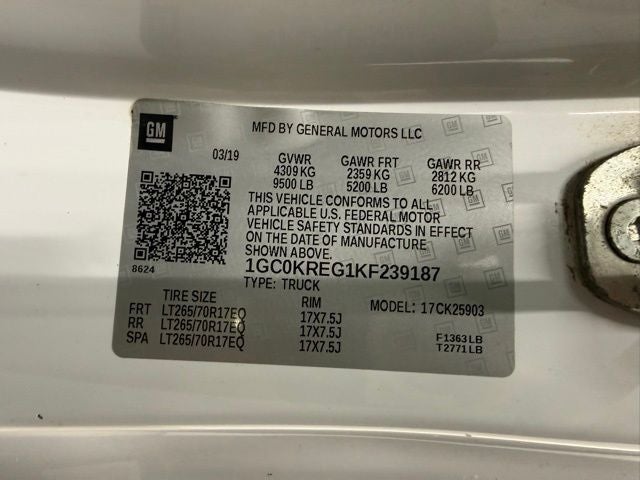 GM MFD BY GENERAL MOTORS LLC
03/19 GVWR GAWR FRT GAWR RR
4309 KG 2359 KG 2812 KG
9500 LB 5200 LB 6200 LB
THIS VEHICLE CONFORMS TO ALL
APPLICABLE U.S. FEDERAL MOTOR
VEHICLE SAFETY STANDARDS IN EFFECT
ON THE DATE OF MANUFACTURE
SHOWN ABOVE.
8624 1GC0KREG1KF239187
TYPE: TRUCK
TIRE SIZE RIM MODEL: 17CK25903
FRT LT265/70R17EQ 17X7.5J
RR LT265/70R17EQ 17X7.5J
SPA LT265/70R17EQ 17X7.5J
F1363LB
T2771LB